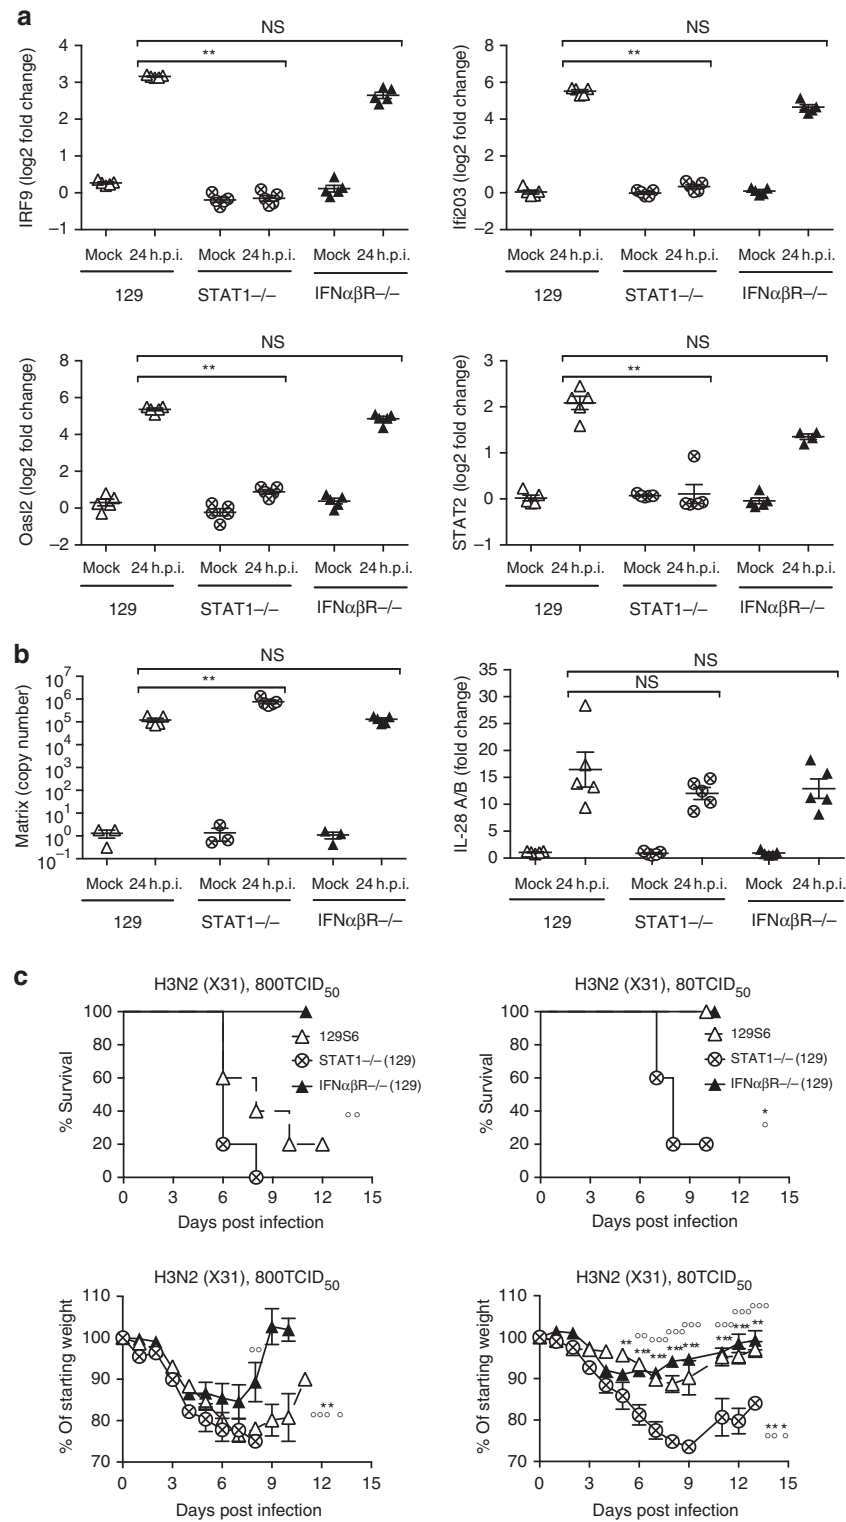 a
NS
**
IRF9 (log2 fold change)
4
3
2
1
0
–1
Mock 24 h.p.i. Mock 24 h.p.i. Mock 24 h.p.i.
129 STAT1–/– IFNαβR–/–
NS
**
Ifi203 (log2 fold change)
8
6
4
2
0
–2
Mock 24 h.p.i. Mock 24 h.p.i. Mock 24 h.p.i.
129 STAT1–/– IFNαβR–/–
NS
**
Oasl2 (log2 fold change)
8
6
4
2
0
–2
Mock 24 h.p.i. Mock 24 h.p.i. Mock 24 h.p.i.
129 STAT1–/– IFNαβR–/–
NS
**
STAT2 (log2 fold change)
3
2
1
0
–1
Mock 24 h.p.i. Mock 24 h.p.i. Mock 24 h.p.i.
129 STAT1–/– IFNαβR–/–
b
NS
**
Matrix (copy number)
10^7
10^6
10^5
10^4
10^3
10^2
10^1
10^0
10^–1
Mock 24 h.p.i. Mock 24 h.p.i. Mock 24 h.p.i.
129 STAT1–/– IFNαβR–/–
NS
NS
IL-28 A/B (fold change)
35
30
25
20
15
10
5
0
Mock 24 h.p.i. Mock 24 h.p.i. Mock 24 h.p.i.
129 STAT1–/– IFNαβR–/–
c
H3N2 (X31), 800TCID50
% Survival
100
80
60
40
20
0
129S6
STAT1–/– (129)
IFNαβR–/– (129)
°°
0 3 6 9 12 15
Days post infection
H3N2 (X31), 80TCID50
% Survival
100
80
60
40
20
0
129S6
STAT1–/– (129)
IFNαβR–/– (129)
*
°
0 3 6 9 12 15
Days post infection
H3N2 (X31), 800TCID50
% Of starting weight
110
100
90
80
70
°°
**
°°° °
0 3 6 9 12 15
Days post infection
H3N2 (X31), 80TCID50
% Of starting weight
110
100
90
80
70
°° °°° °°° °°° °°° °°° °°°
** *** *** *** *** *** *** **
** *
°° °
0 3 6 9 12 15
Days post infection